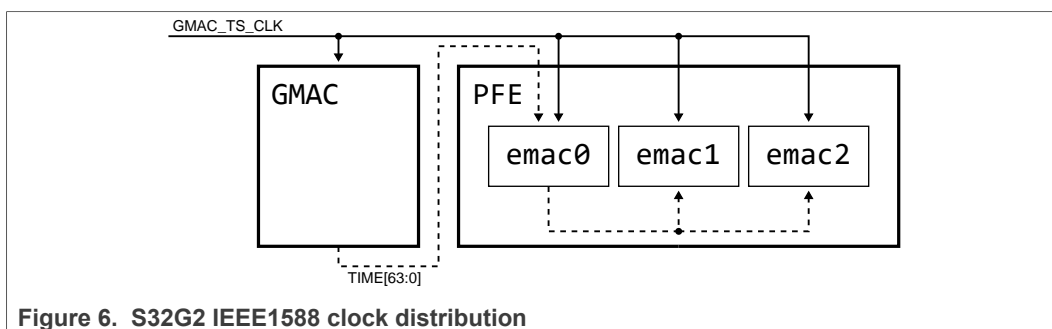 GMAC_TS_CLK
GMAC
PFE
emac0
emac1
emac2
TIME[63:0]
Figure 6. S32G2 IEEE1588 clock distribution